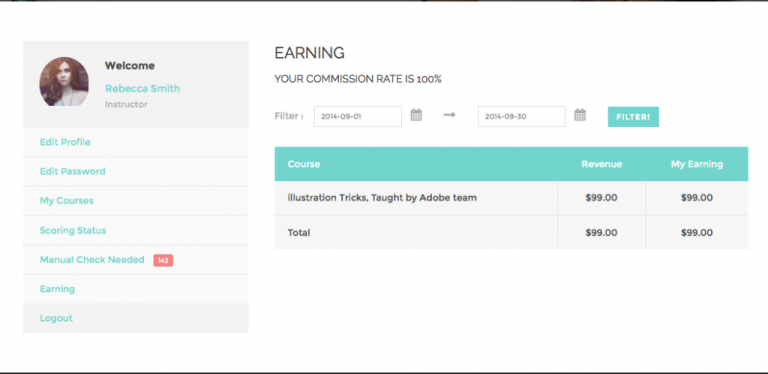 Welcome
Rebecca Smith
Instructor
Edit Profile
Edit Password
My Courses
Scoring Status
Manual Check Needed 142
Earning
Logout
EARNING
YOUR COMMISSION RATE IS 100%
Filter : 2014-09-01 → 2014-09-30 FILTER!
Course Revenue My Earning
illustration Tricks, Taught by Adobe team $99.00 $99.00
Total $99.00 $99.00